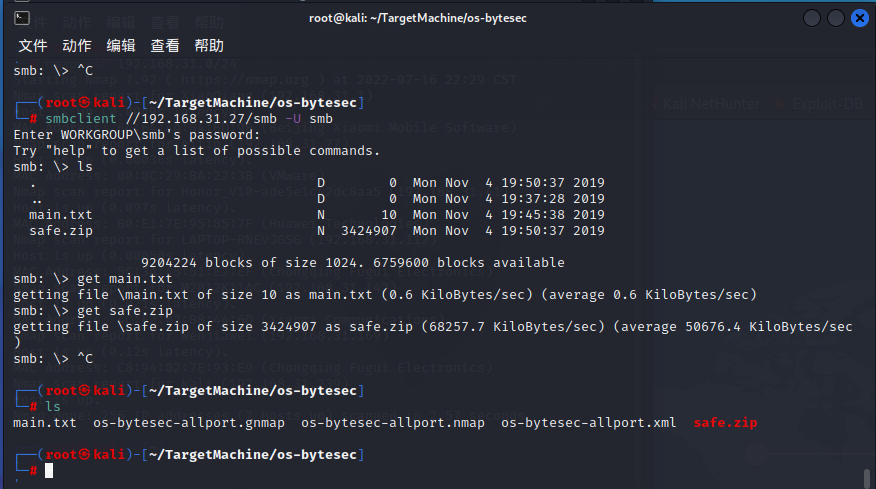 root@kali: ~/TargetMachine/os-bytesec
文件 动作 编辑 查看 帮助
smb: \> ^C
┌──(root㉿kali)-[~/TargetMachine/os-bytesec]
└─# smbclient //192.168.31.27/smb -U smb
Enter WORKGROUP\smb's password:
Try "help" to get a list of possible commands.
smb: \> ls
  .                                   D        0  Mon Nov  4 19:50:37 2019
  ..                                  D        0  Mon Nov  4 19:37:28 2019
  main.txt                            N       10  Mon Nov  4 19:45:38 2019
  safe.zip                            N  3424907  Mon Nov  4 19:50:37 2019
                9204224 blocks of size 1024. 6759600 blocks available
smb: \> get main.txt
getting file \main.txt of size 10 as main.txt (0.6 KiloBytes/sec) (average 0.6 KiloBytes/sec)
smb: \> get safe.zip
getting file \safe.zip of size 3424907 as safe.zip (68257.7 KiloBytes/sec) (average 50676.4 KiloBytes/sec
)
smb: \> ^C
┌──(root㉿kali)-[~/TargetMachine/os-bytesec]
└─# ls
main.txt  os-bytesec-allport.gnmap  os-bytesec-allport.nmap  os-bytesec-allport.xml  safe.zip
┌──(root㉿kali)-[~/TargetMachine/os-bytesec]
└─#
Kali NetHunter  Exploit-DB